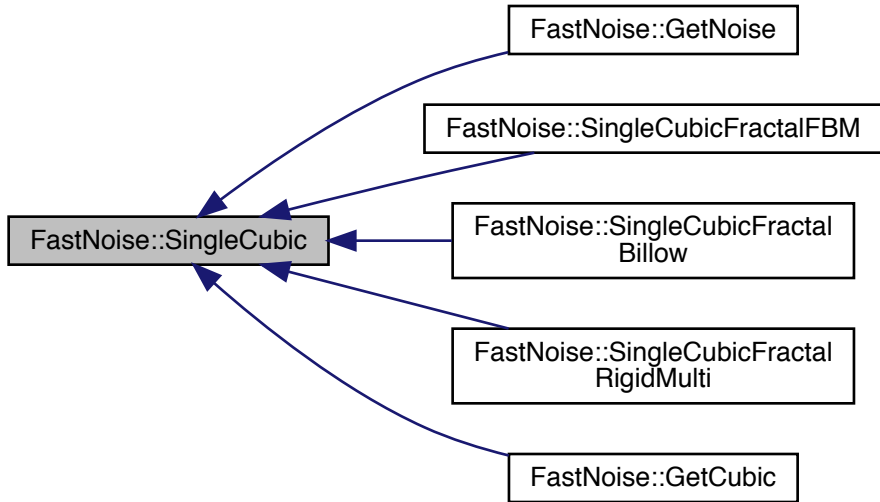 FastNoise::GetNoise
FastNoise::SingleCubicFractalFBM
FastNoise::SingleCubic
FastNoise::SingleCubicFractal
Billow
FastNoise::SingleCubicFractal
RigidMulti
FastNoise::GetCubic